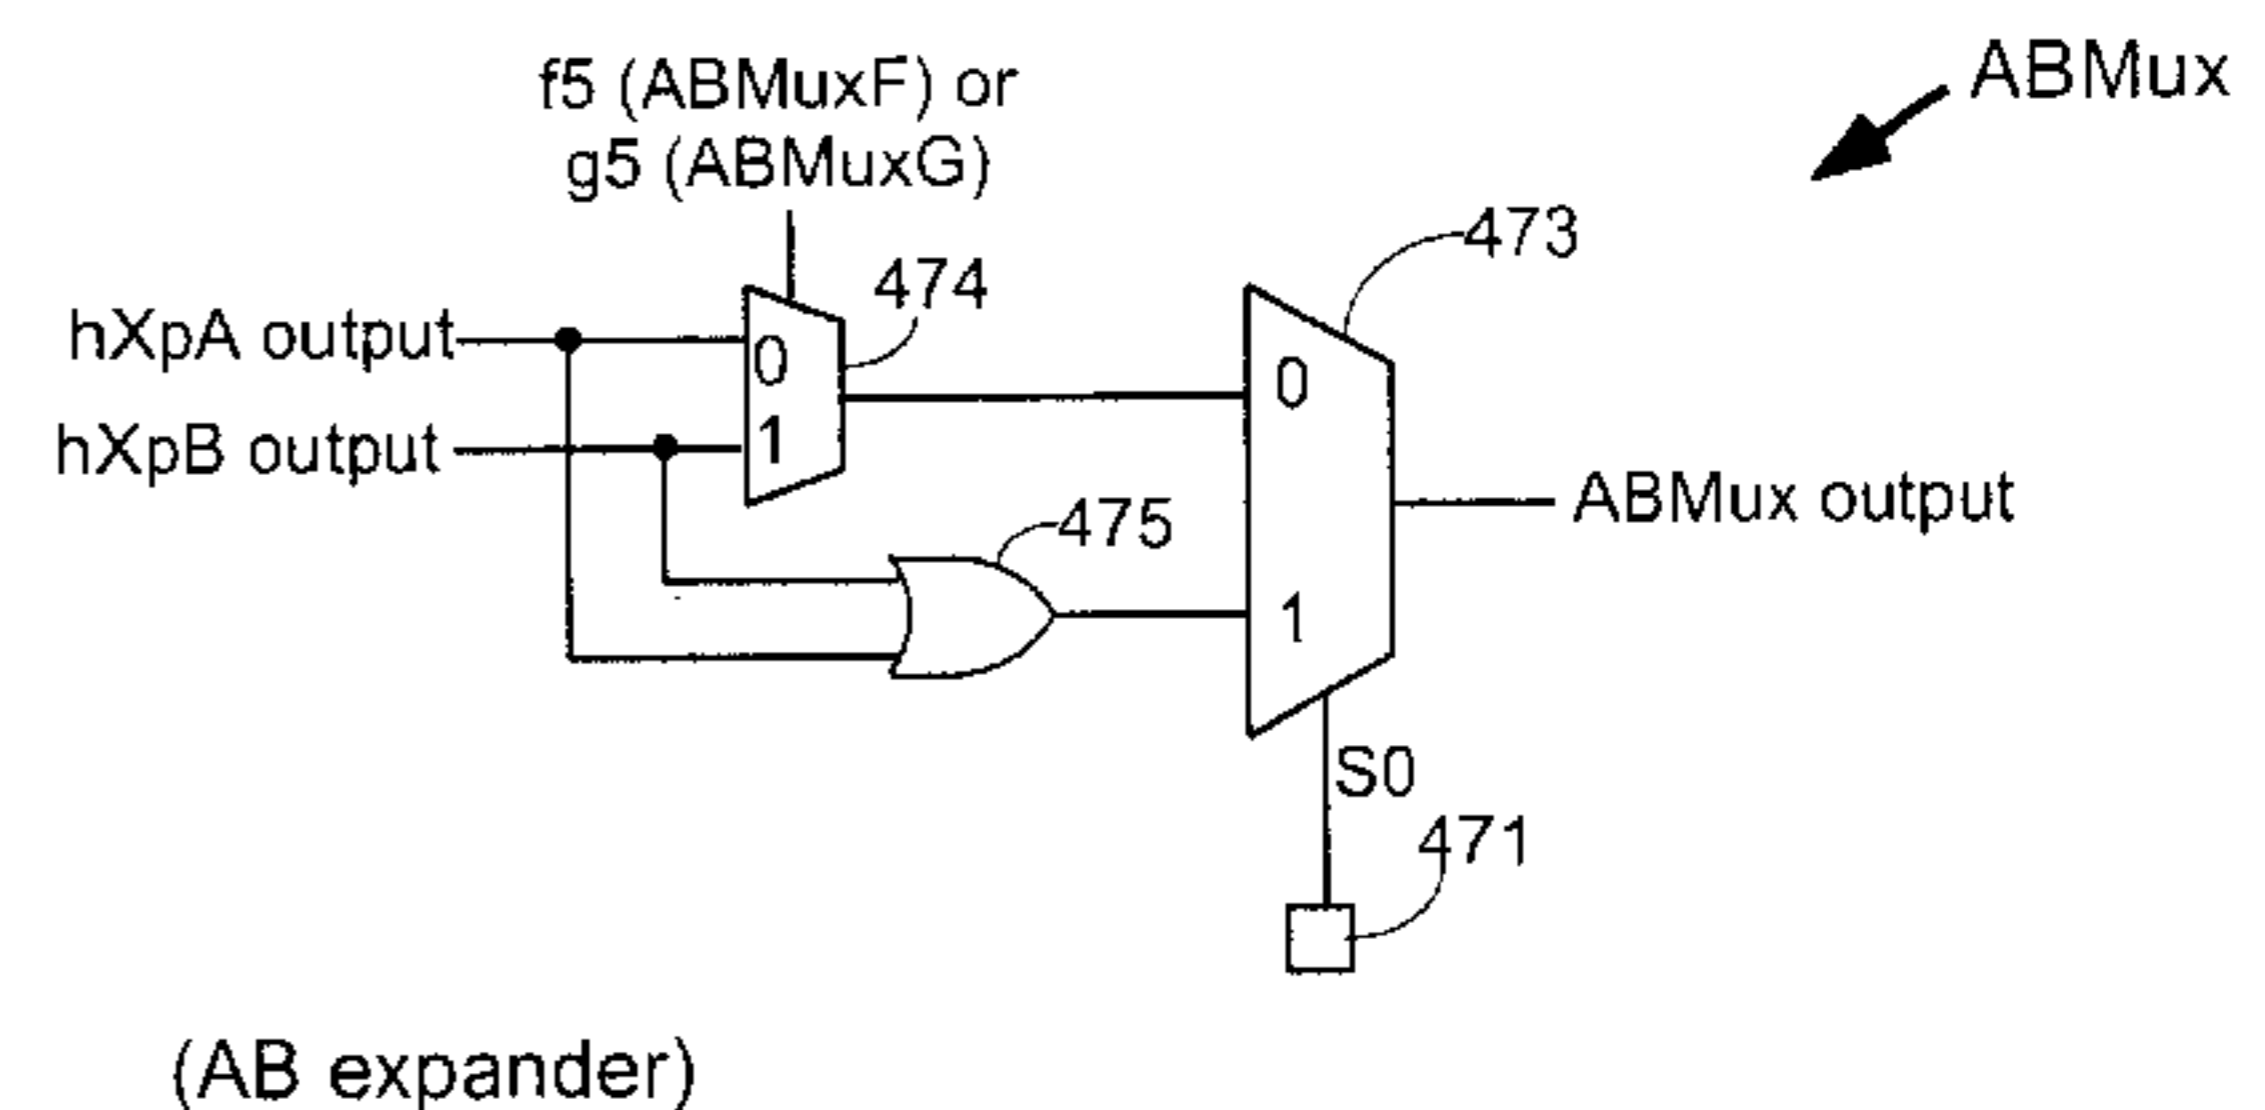 f5 (ABMuxF) or
g5 (ABMuxG)
ABMux
473
474
hXpA output
0
0
hXpB output
1
475
ABMux output
1
S0
471
(AB expander)